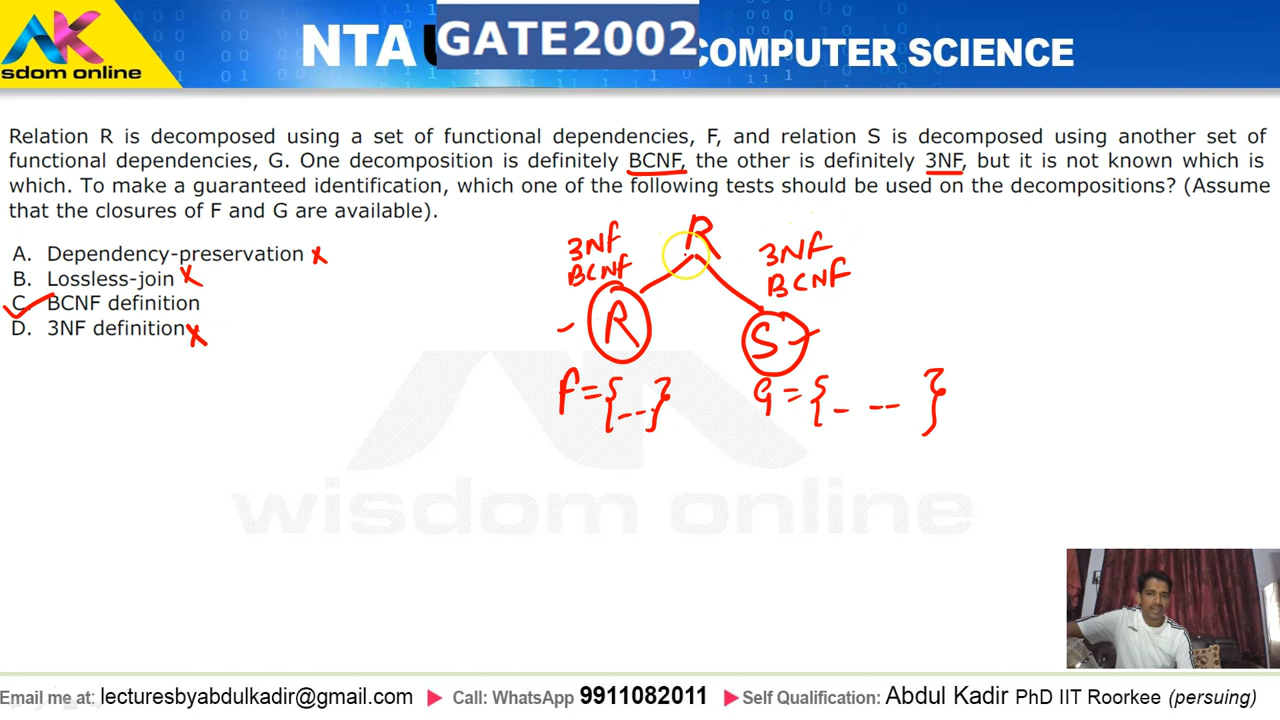 AK
sdom online
NTA U GATE2002 COMPUTER SCIENCE
Relation R is decomposed using a set of functional dependencies, F, and relation S is decomposed using another set of
functional dependencies, G. One decomposition is definitely BCNF, the other is definitely 3NF, but it is not known which is
which. To make a guaranteed identification, which one of the following tests should be used on the decompositions? (Assume
that the closures of F and G are available).
A. Dependency-preservation x
B. Lossless-join x
C. BCNF definition
D. 3NF definition x
R
3NF
BCNF
3NF
BCNF
R
S
F = { -- }
G = { - -- }
wisdom online
Email me at: lecturesbyabdulkadir@gmail.com Call: WhatsApp 9911082011 Self Qualification: Abdul Kadir PhD IIT Roorkee (persuing)